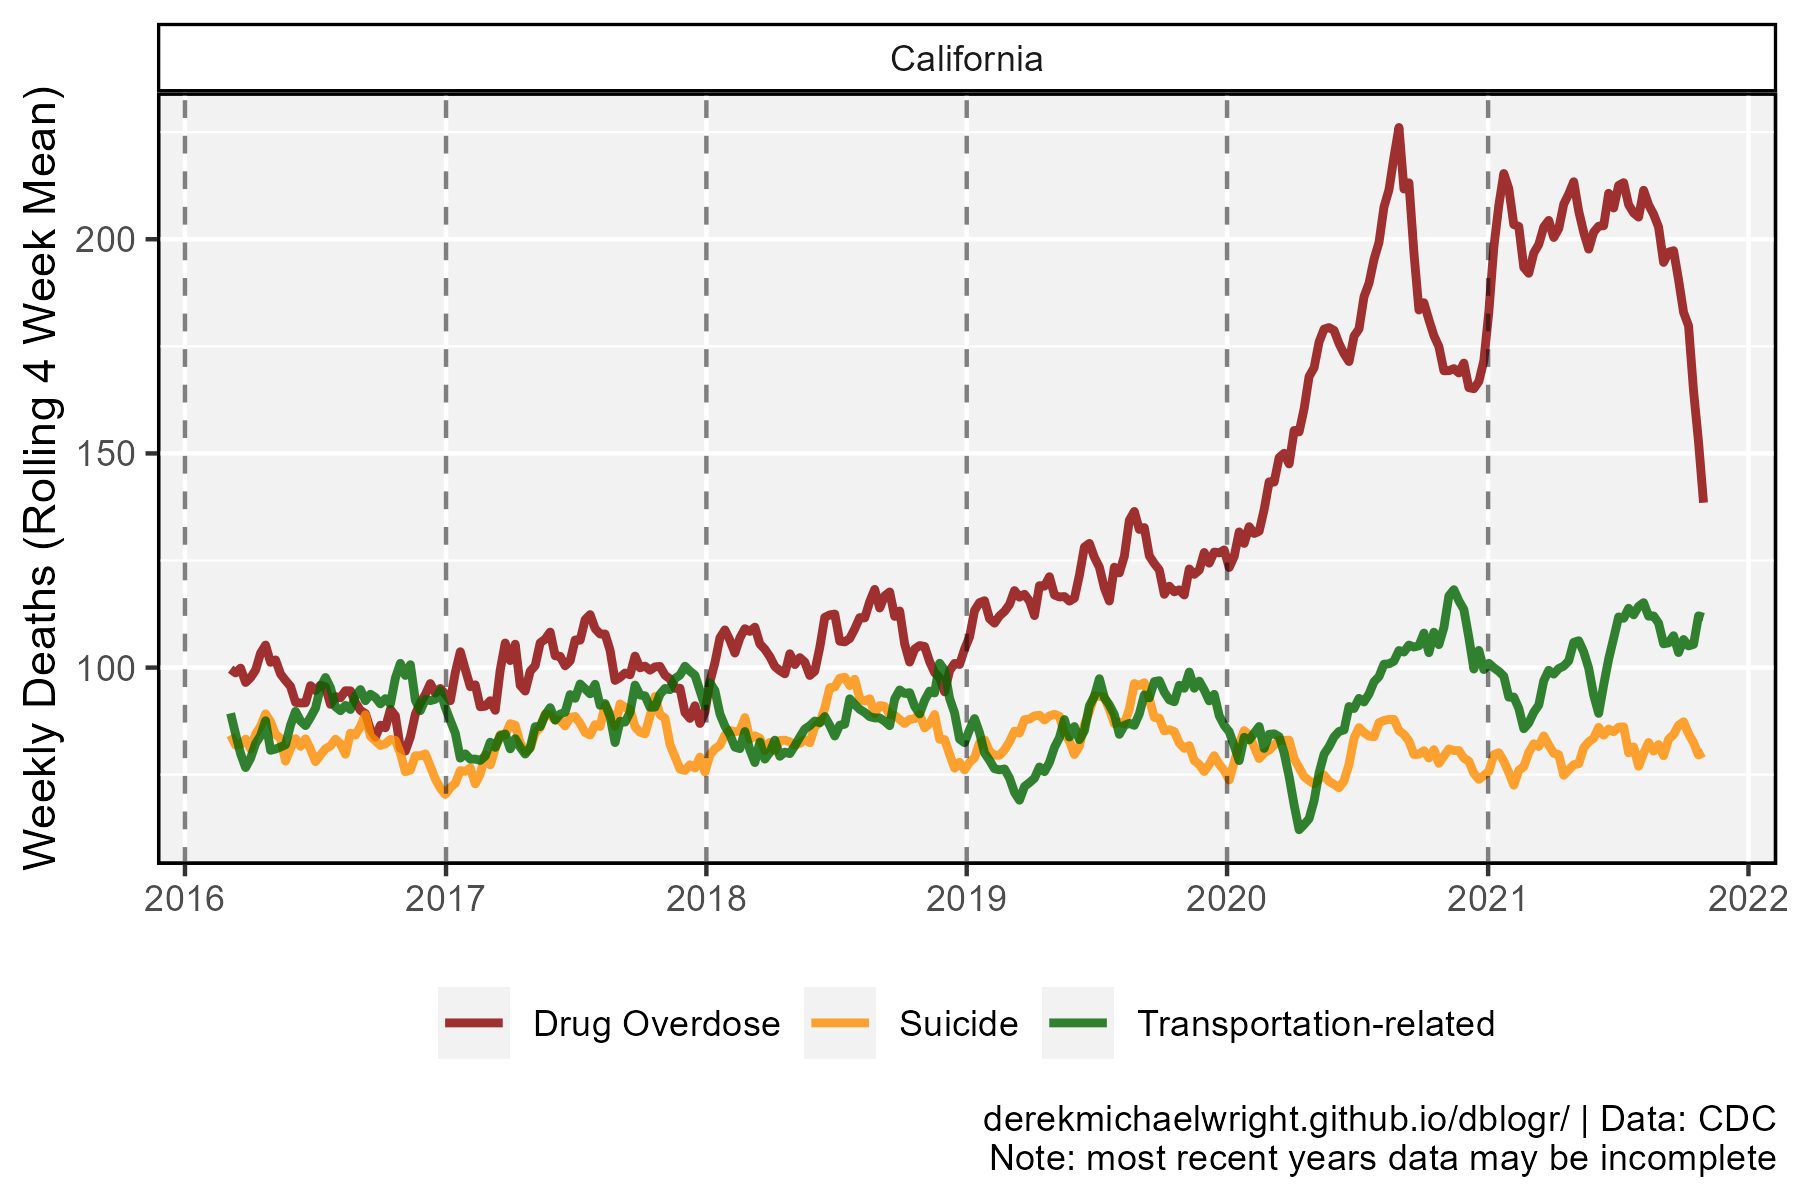 California
Weekly Deaths (Rolling 4 Week Mean)
200
150
100
2016 2017 2018 2019 2020 2021 2022
Drug Overdose Suicide Transportation-related
derekmichaelwright.github.io/dblogr/ | Data: CDC
Note: most recent years data may be incomplete